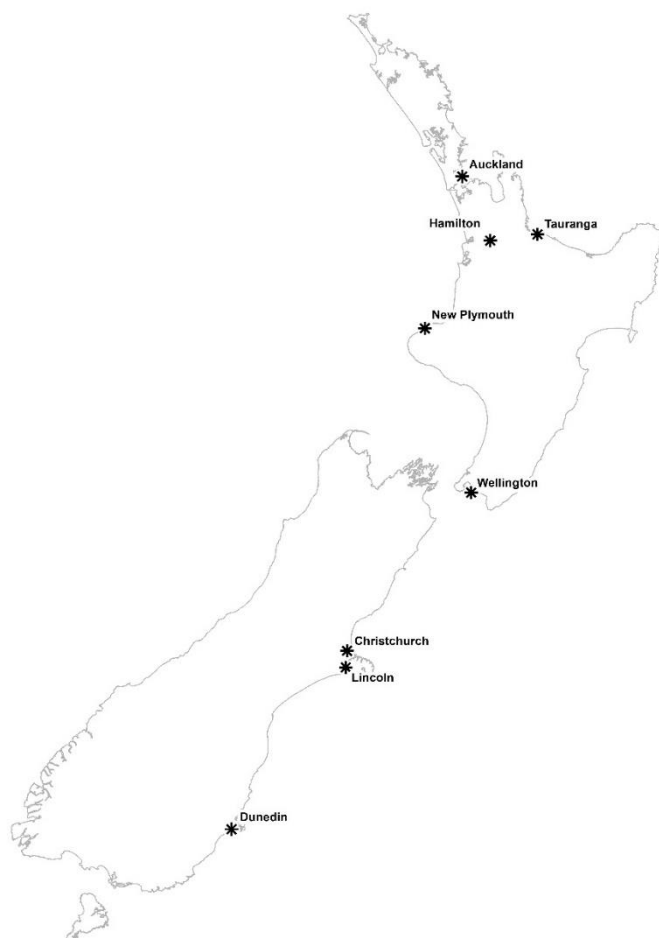 Auckland
Hamilton
Tauranga
New Plymouth
Wellington
Christchurch
Lincoln
Dunedin